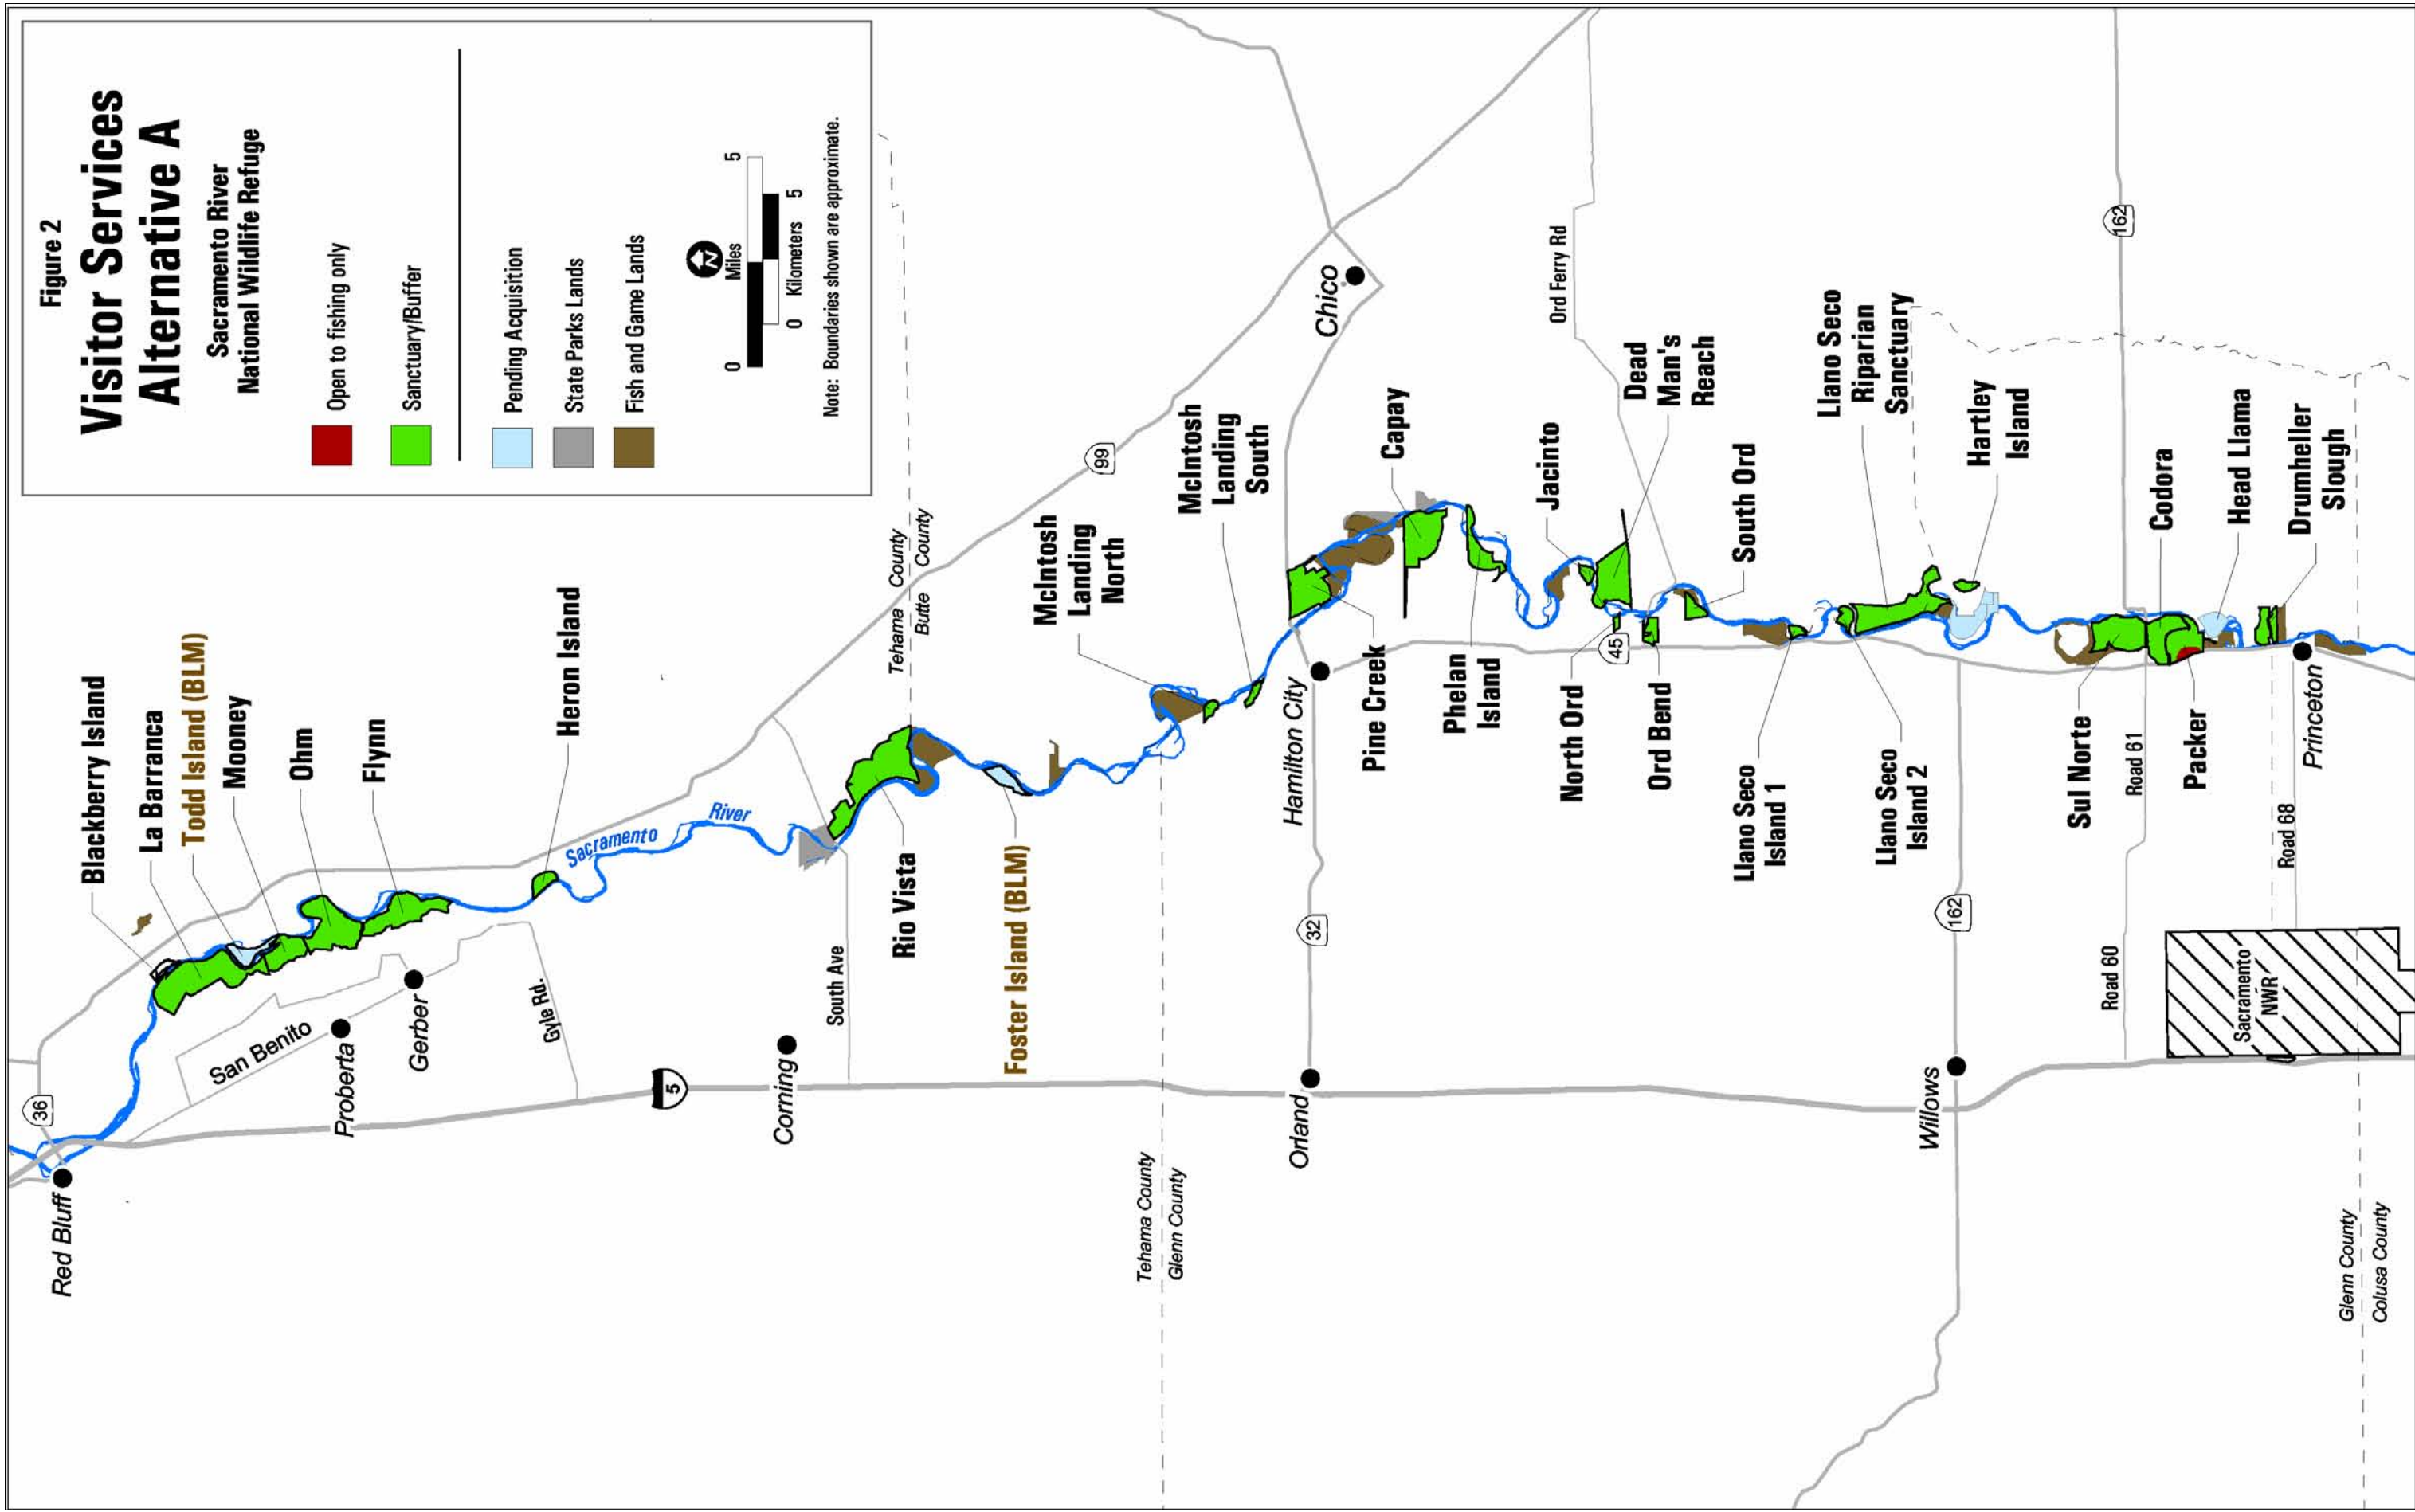 Figure 2
Visitor Services
Alternative A
Sacramento River
National Wildlife Refuge
Open to fishing only
Sanctuary/Buffer
Pending Acquisition
State Parks Lands
Fish and Game Lands
N
0 Miles 5
0 Kilometers 5
Note: Boundaries shown are approximate.
36
Red Bluff
Blackberry Island
La Barranca
Todd Island (BLM)
Mooney
Ohm
Flynn
San Benito
Proberta
Gerber
Gyle Rd.
Heron Island
Sacramento River
5
Corning
South Ave
Rio Vista
Tehama County
Butte County
Foster Island (BLM)
99
McIntosh
Landing
North
Tehama County
Glenn County
McIntosh
Landing
South
Chico
Hamilton City
32
Orland
Pine Creek
Capay
Phelan
Island
Jacinto
Ord Ferry Rd
North Ord
45
Dead
Man's
Reach
Ord Bend
South Ord
Llano Seco
Island 1
Llano Seco
Riparian
Sanctuary
Llano Seco
Island 2
Hartley
Island
Willows
162
162
Sul Norte
Road 61
Road 60
Codora
Packer
Head Llama
Sacramento
NWR
Drumheller
Slough
Road 68
Princeton
Glenn County
Colusa County